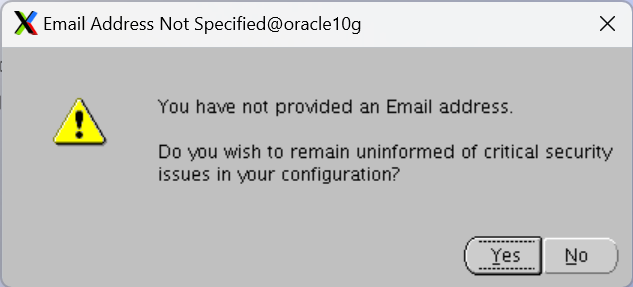 Email Address Not Specified@oracle10g
You have not provided an Email address.
Do you wish to remain uninformed of critical security
issues in your configuration?
Yes
No